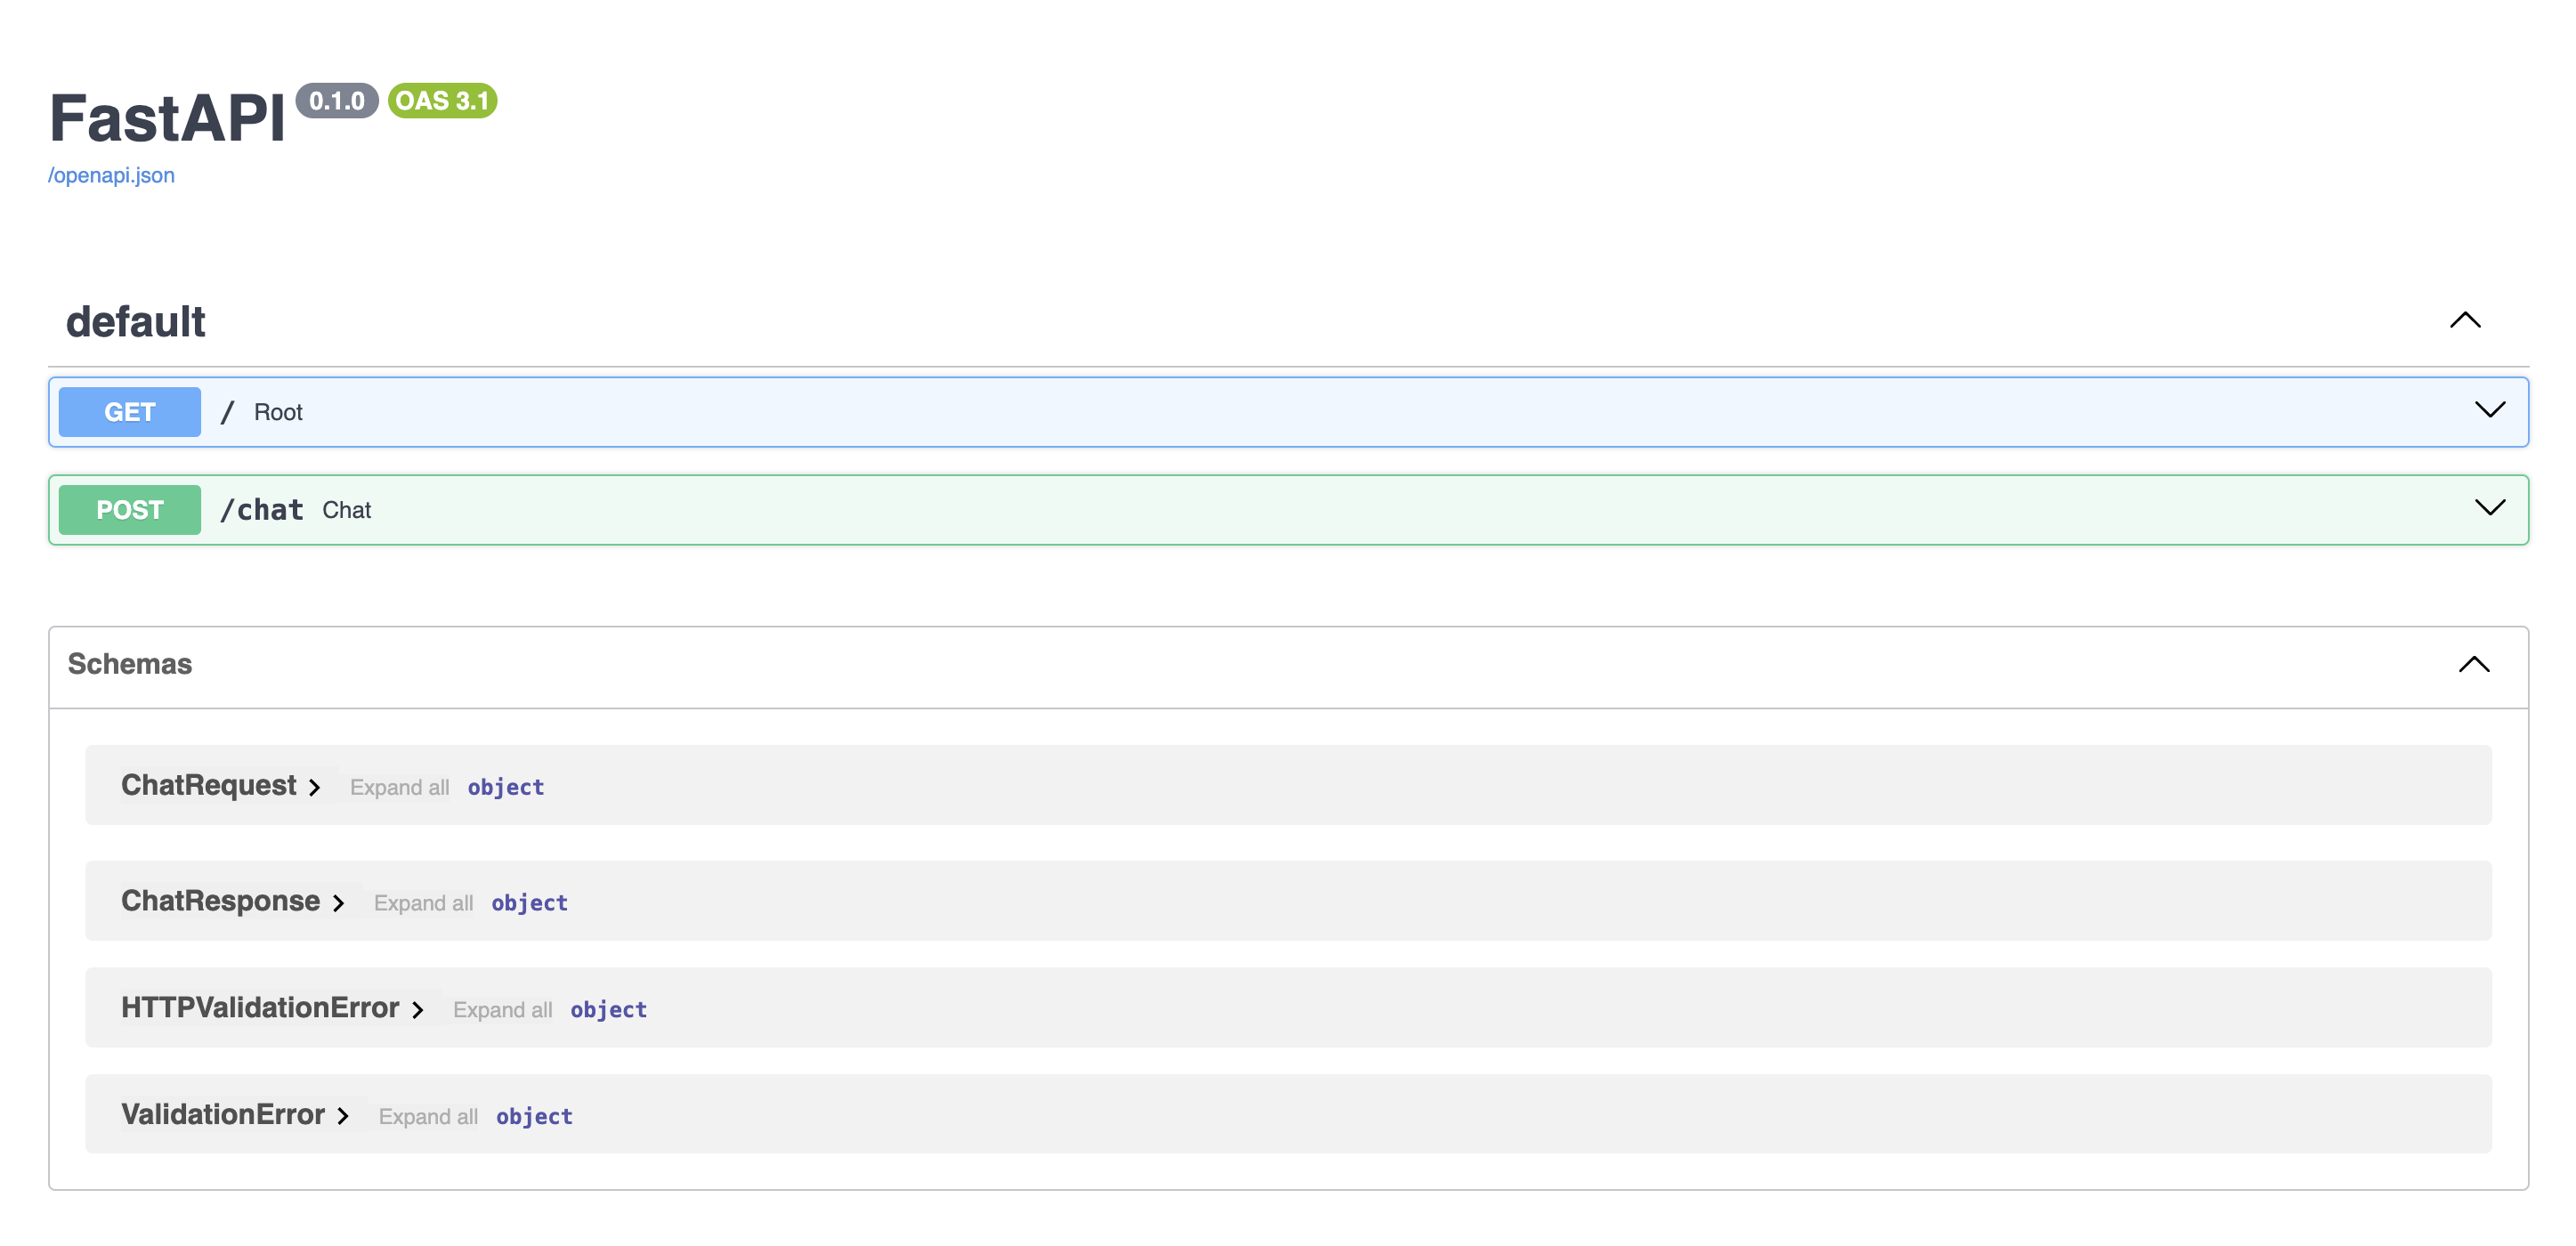 FastAPI 0.1.0 OAS 3.1
/openapi.json
default
GET / Root
POST /chat Chat
Schemas
ChatRequest Expand all object
ChatResponse Expand all object
HTTPValidationError Expand all object
ValidationError Expand all object